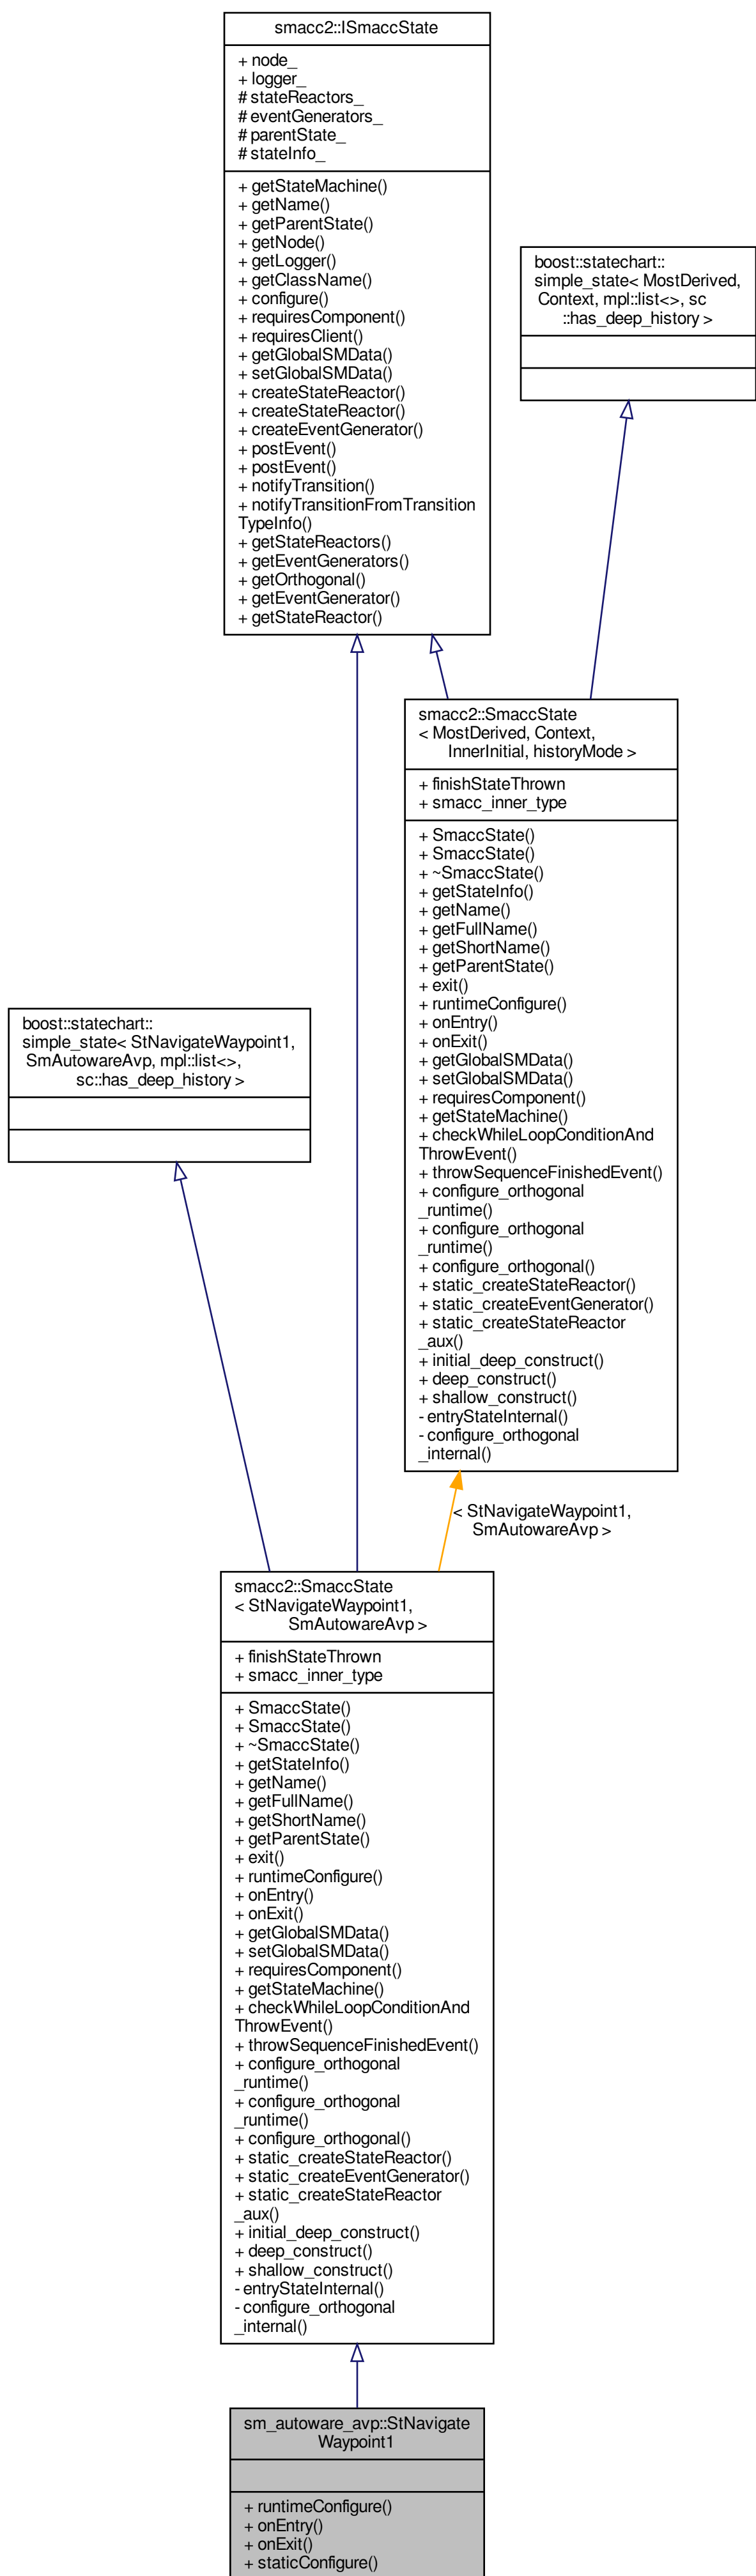 smacc2::ISmaccState
+ node_
+ logger_
# stateReactors_
# eventGenerators_
# parentState_
# stateInfo_
+ getStateMachine()
+ getName()
+ getParentState()
+ getNode()
+ getLogger()
+ getClassName()
+ configure()
+ requiresComponent()
+ requiresClient()
+ getGlobalSMData()
+ setGlobalSMData()
+ createStateReactor()
+ createStateReactor()
+ createEventGenerator()
+ postEvent()
+ postEvent()
+ notifyTransition()
+ notifyTransitionFromTransition
TypeInfo()
+ getStateReactors()
+ getEventGenerators()
+ getOrthogonal()
+ getEventGenerator()
+ getStateReactor()
boost::statechart::
simple_state< MostDerived,
Context, mpl::list<>, sc
::has_deep_history >
smacc2::SmaccState
< MostDerived, Context,
InnerInitial, historyMode >
+ finishStateThrown
+ smacc_inner_type
+ SmaccState()
+ SmaccState()
+ ~SmaccState()
+ getStateInfo()
+ getName()
+ getFullName()
+ getShortName()
+ getParentState()
+ exit()
+ runtimeConfigure()
+ onEntry()
+ onExit()
+ getGlobalSMData()
+ setGlobalSMData()
+ requiresComponent()
+ getStateMachine()
+ checkWhileLoopConditionAnd
ThrowEvent()
+ throwSequenceFinishedEvent()
+ configure_orthogonal
_runtime()
+ configure_orthogonal
_runtime()
+ configure_orthogonal()
+ static_createStateReactor()
+ static_createEventGenerator()
+ static_createStateReactor
_aux()
+ initial_deep_construct()
+ deep_construct()
+ shallow_construct()
- entryStateInternal()
- configure_orthogonal
_internal()
boost::statechart::
simple_state< StNavigateWaypoint1,
SmAutowareAvp, mpl::list<>,
sc::has_deep_history >
< StNavigateWaypoint1,
SmAutowareAvp >
smacc2::SmaccState
< StNavigateWaypoint1,
SmAutowareAvp >
+ finishStateThrown
+ smacc_inner_type
+ SmaccState()
+ SmaccState()
+ ~SmaccState()
+ getStateInfo()
+ getName()
+ getFullName()
+ getShortName()
+ getParentState()
+ exit()
+ runtimeConfigure()
+ onEntry()
+ onExit()
+ getGlobalSMData()
+ setGlobalSMData()
+ requiresComponent()
+ getStateMachine()
+ checkWhileLoopConditionAnd
ThrowEvent()
+ throwSequenceFinishedEvent()
+ configure_orthogonal
_runtime()
+ configure_orthogonal
_runtime()
+ configure_orthogonal()
+ static_createStateReactor()
+ static_createEventGenerator()
+ static_createStateReactor
_aux()
+ initial_deep_construct()
+ deep_construct()
+ shallow_construct()
- entryStateInternal()
- configure_orthogonal
_internal()
sm_autoware_avp::StNavigate
Waypoint1
+ runtimeConfigure()
+ onEntry()
+ onExit()
+ staticConfigure()